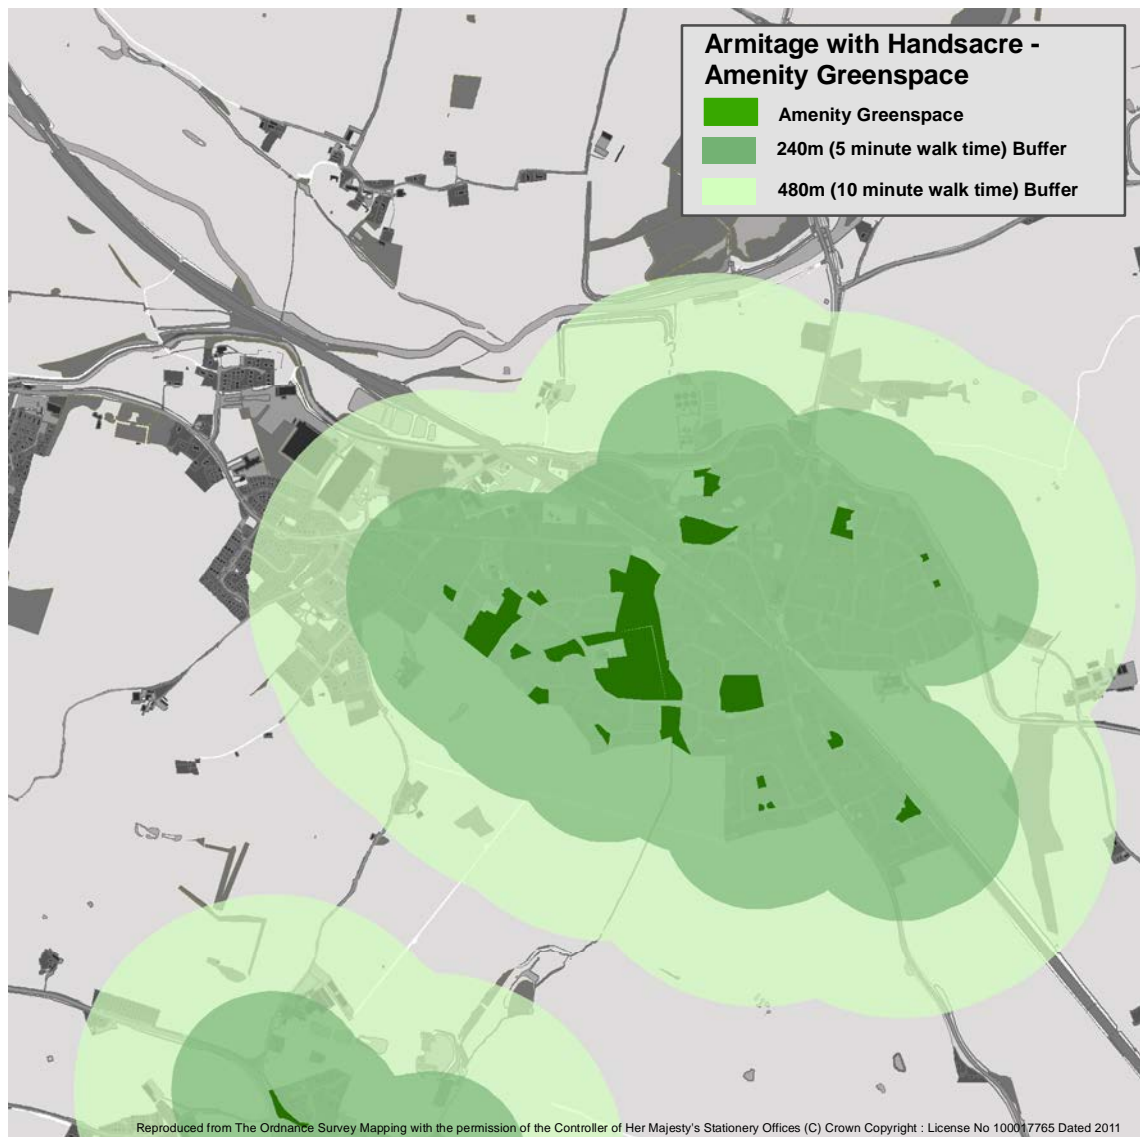 Armitage with Handsacre -
Amenity Greenspace
Amenity Greenspace
240m (5 minute walk time) Buffer
480m (10 minute walk time) Buffer
Reproduced from The Ordnance Survey Mapping with the permission of the Controller of Her Majesty's Stationery Offices (C) Crown Copyright : License No 100017765 Dated 2011